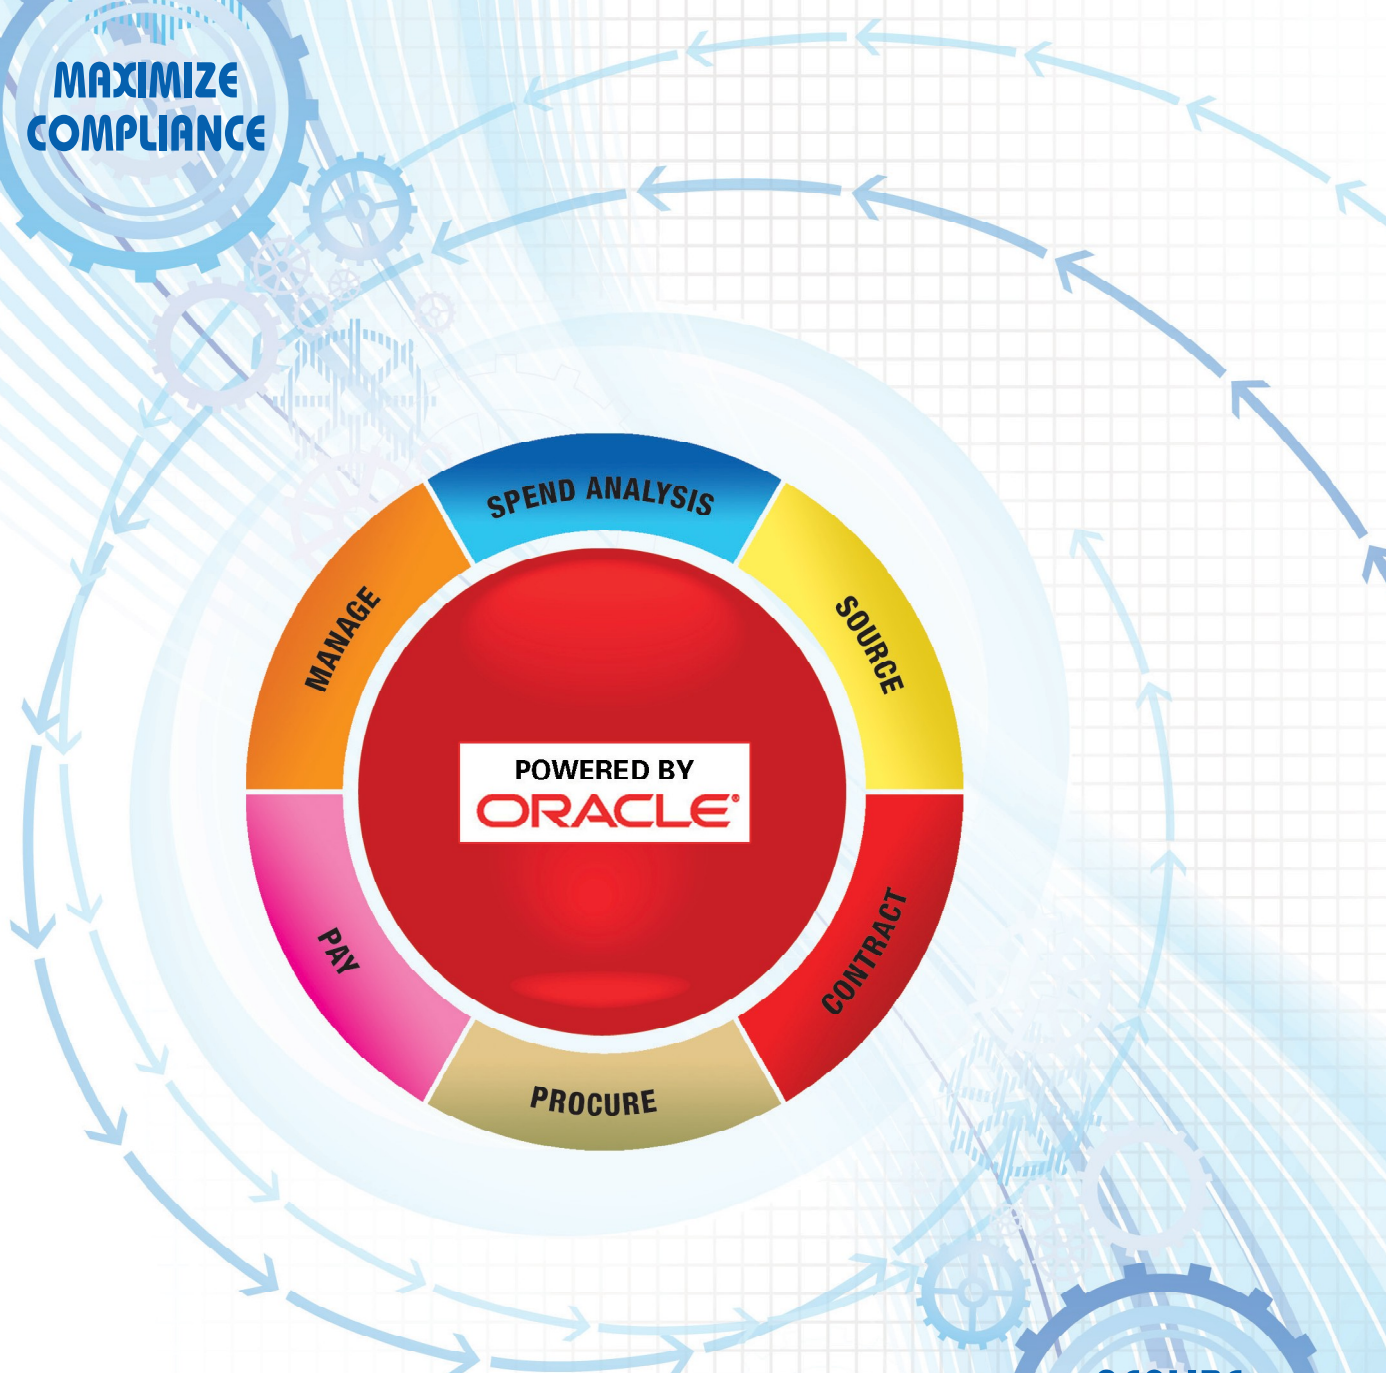 MAXIMIZE
COMPLIANCE
SPEND ANALYSIS
SOURCE
MANAGE
POWERED BY
ORACLE®
CONTRACT
PAY
PROCURE